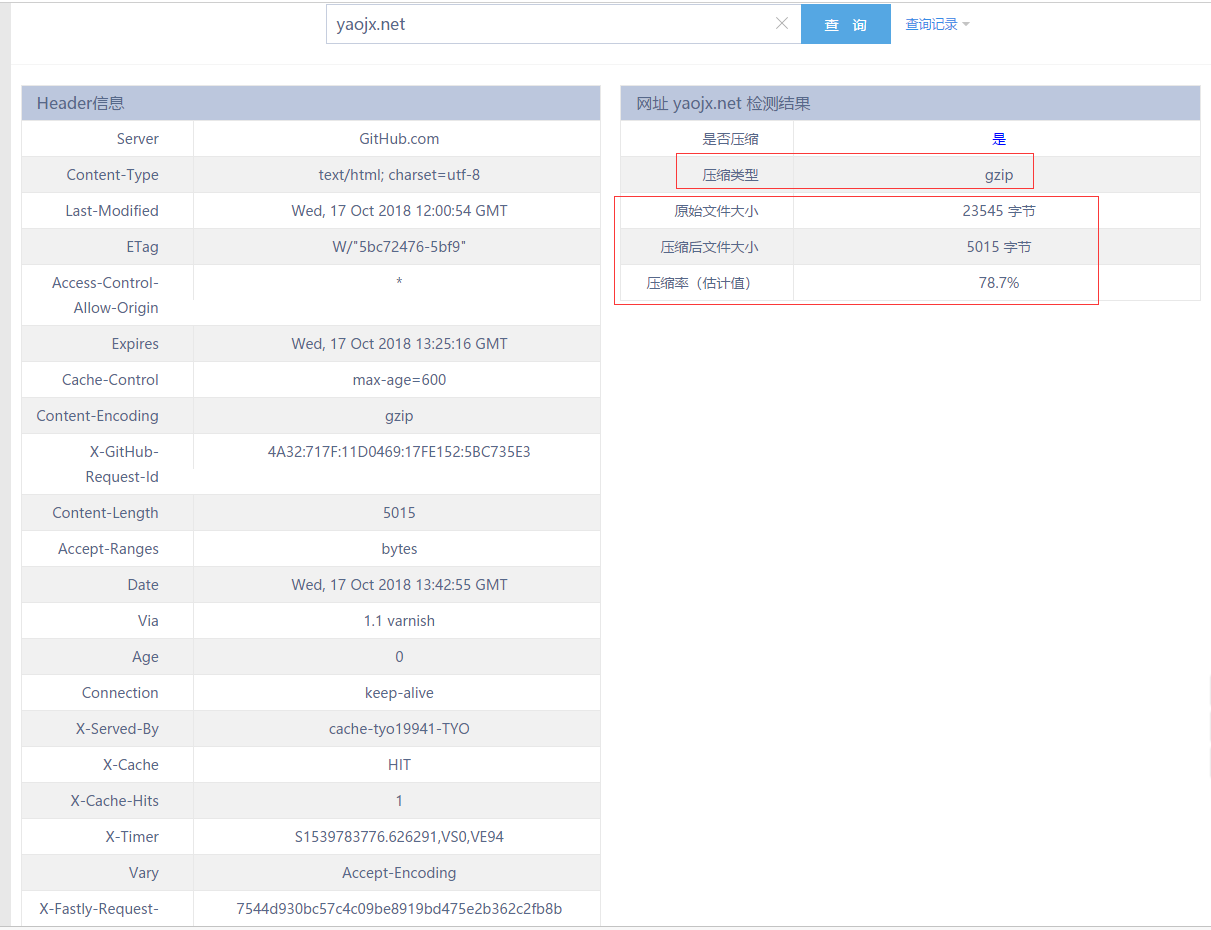 yaojx.net
查 询
查询记录
Header信息
Server GitHub.com
Content-Type text/html; charset=utf-8
Last-Modified Wed, 17 Oct 2018 12:00:54 GMT
ETag W/"5bc72476-5bf9"
Access-Control- *
Allow-Origin
Expires Wed, 17 Oct 2018 13:25:16 GMT
Cache-Control max-age=600
Content-Encoding gzip
X-GitHub- 4A32:717F:11D0469:17FE152:5BC735E3
Request-Id
Content-Length 5015
Accept-Ranges bytes
Date Wed, 17 Oct 2018 13:42:55 GMT
Via 1.1 varnish
Age 0
Connection keep-alive
X-Served-By cache-tyo19941-TYO
X-Cache HIT
X-Cache-Hits 1
X-Timer S1539783776.626291,VS0,VE94
Vary Accept-Encoding
X-Fastly-Request- 7544d930bc57c4c09be8919bd475e2b362c2fb8b
网址 yaojx.net 检测结果
是否压缩 是
压缩类型 gzip
原始文件大小 23545 字节
压缩后文件大小 5015 字节
压缩率（估计值） 78.7%